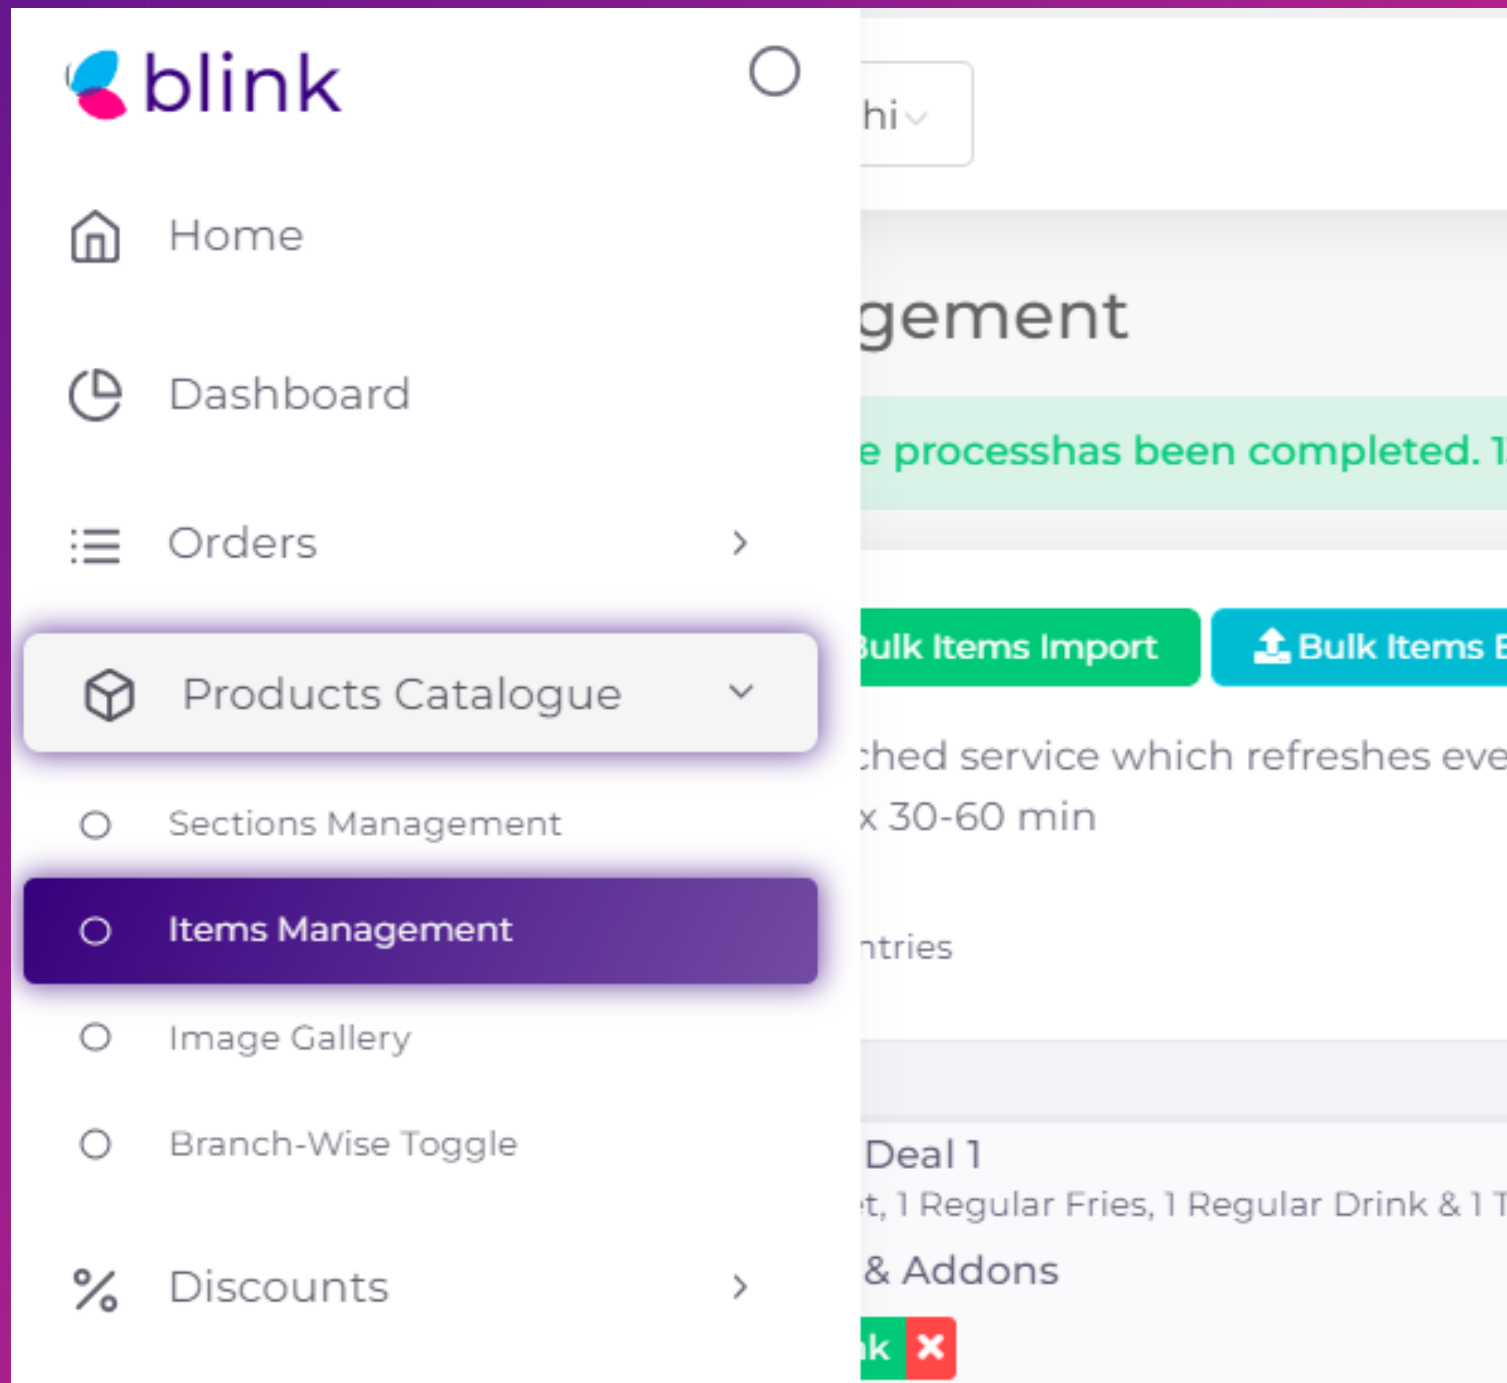 blink
hi
Home
gement
Dashboard
e processhas been completed.
Orders
Bulk Items Import
Bulk Items
Products Catalogue
ched service which refreshes eve
x 30-60 min
Sections Management
Items Management
ntries
Image Gallery
Branch-Wise Toggle
Deal 1
t, 1 Regular Fries, 1 Regular Drink & 1 T
& Addons
Discounts
nk